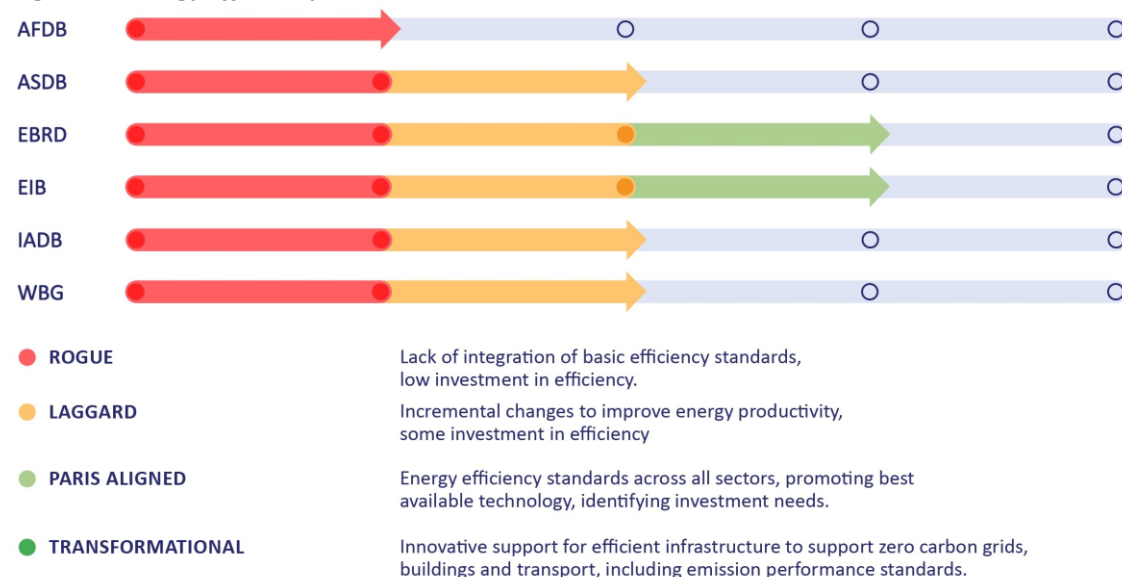 AFDB
ASDB
EBRD
EIB
IADB
WBG
ROGUE
Lack of integration of basic efficiency standards,
low investment in efficiency.
LAGGARD
Incremental changes to improve energy productivity,
some investment in efficiency
PARIS ALIGNED
Energy efficiency standards across all sectors, promoting best
available technology, identifying investment needs.
TRANSFORMATIONAL
Innovative support for efficient infrastructure to support zero carbon grids,
buildings and transport, including emission performance standards.